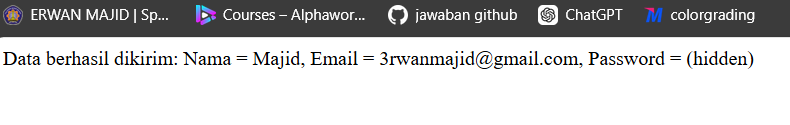 ERWAN MAJID | Sp...
Courses – Alphawor...
jawaban github
ChatGPT
colorgrading
Data berhasil dikirim: Nama = Majid, Email = 3rwanmajid@gmail.com, Password = (hidden)